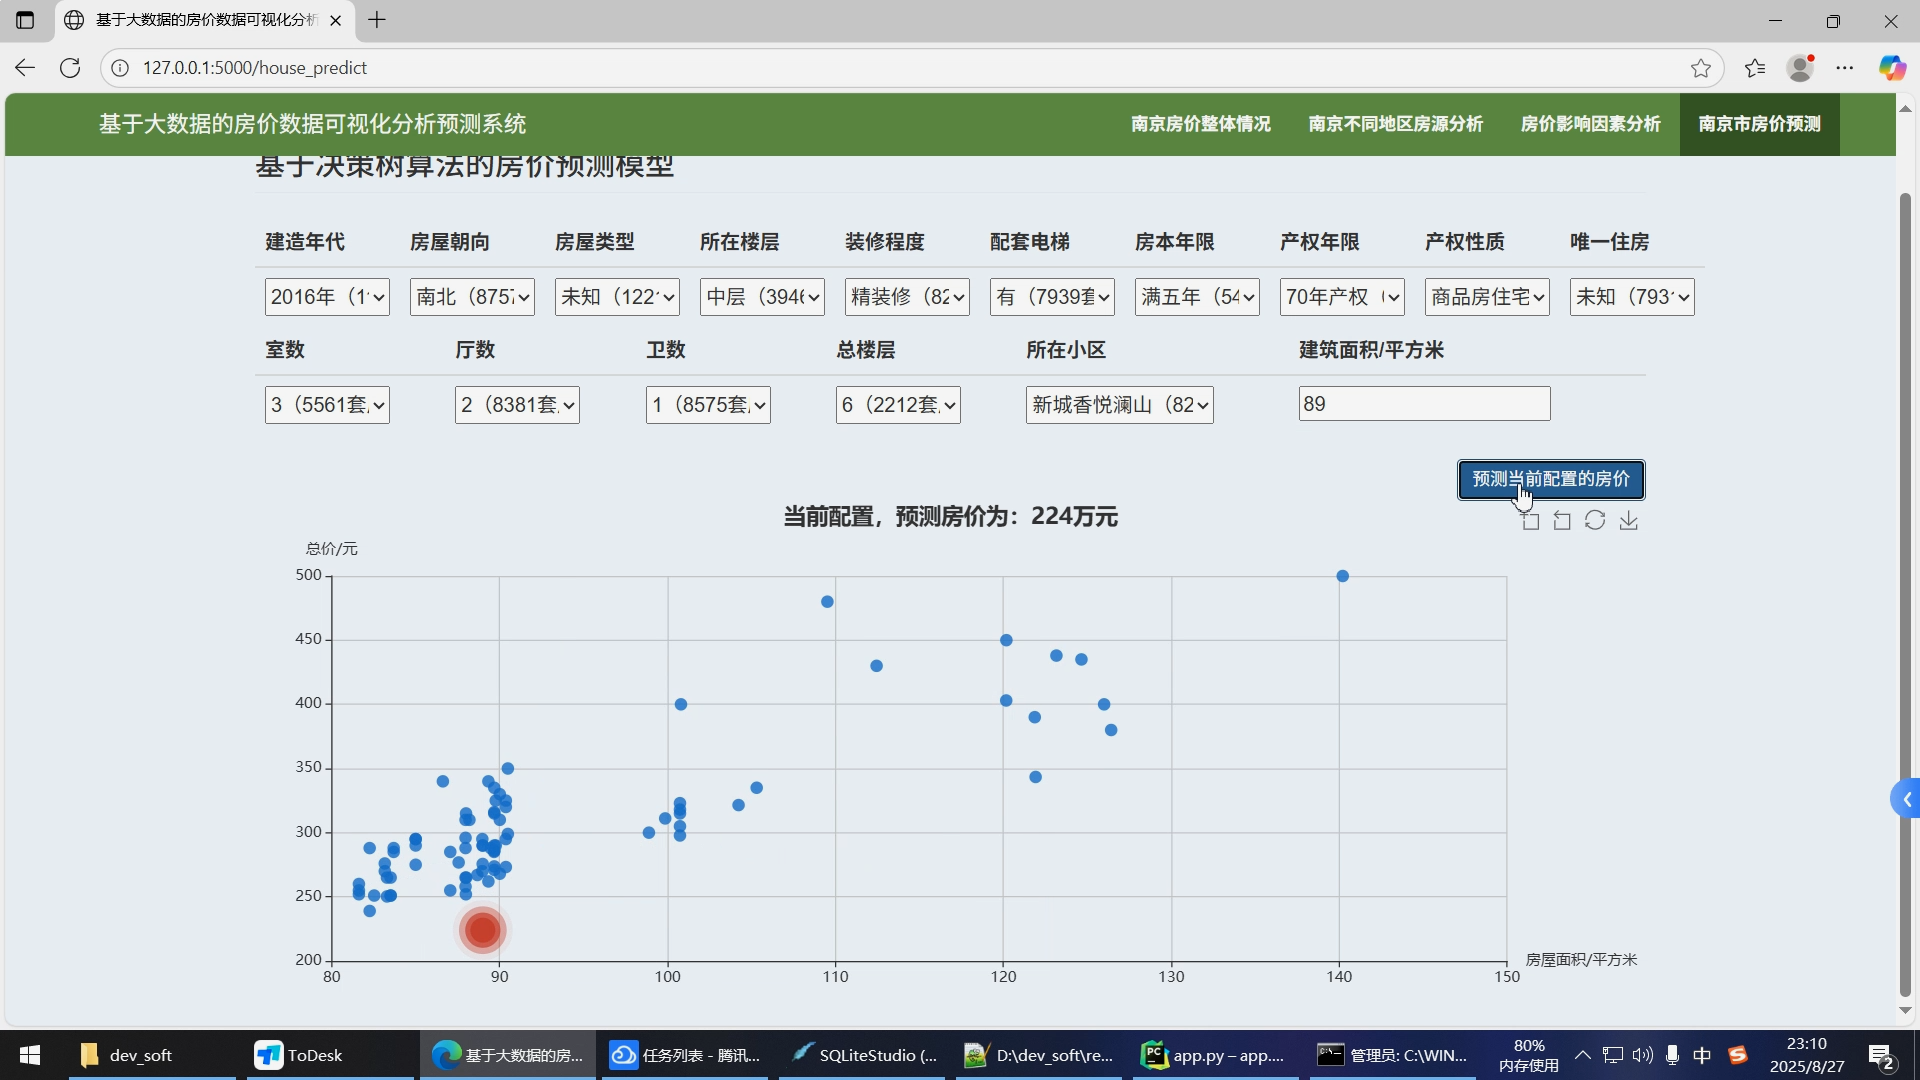 基于大数据的房价数据可视化分析
127.0.0.1:5000/house_predict
基于大数据的房价数据可视化分析预测系统
南京房价整体情况 南京不同地区房源分析 房价影响因素分析 南京市房价预测
基于决策树算法的房价预测模型
建造年代 房屋朝向 房屋类型 所在楼层 装修程度 配套电梯 房本年限 产权年限 产权性质 唯一住房
2016年（1 南北（875 未知（122 中层（394 精装修（82 有（7939套 满五年（54 70年产权（ 商品房住宅 未知（793
室数 厅数 卫数 总楼层 所在小区 建筑面积/平方米
3（5561套 2（8381套 1（8575套 6（2212套 新城香悦澜山（82 89
预测当前配置的房价
当前配置，预测房价为：224万元
总价/元
500
450
400
350
300
250
200
80 90 100 110 120 130 140 150
房屋面积/平方米
dev_soft ToDesk 基于大数据的房... 任务列表 - 腾讯... SQLiteStudio (... D:\dev_soft\re... app.py – app.... 管理员: C:\WIN...
80%
内存使用
中
23:10
2025/8/27
2